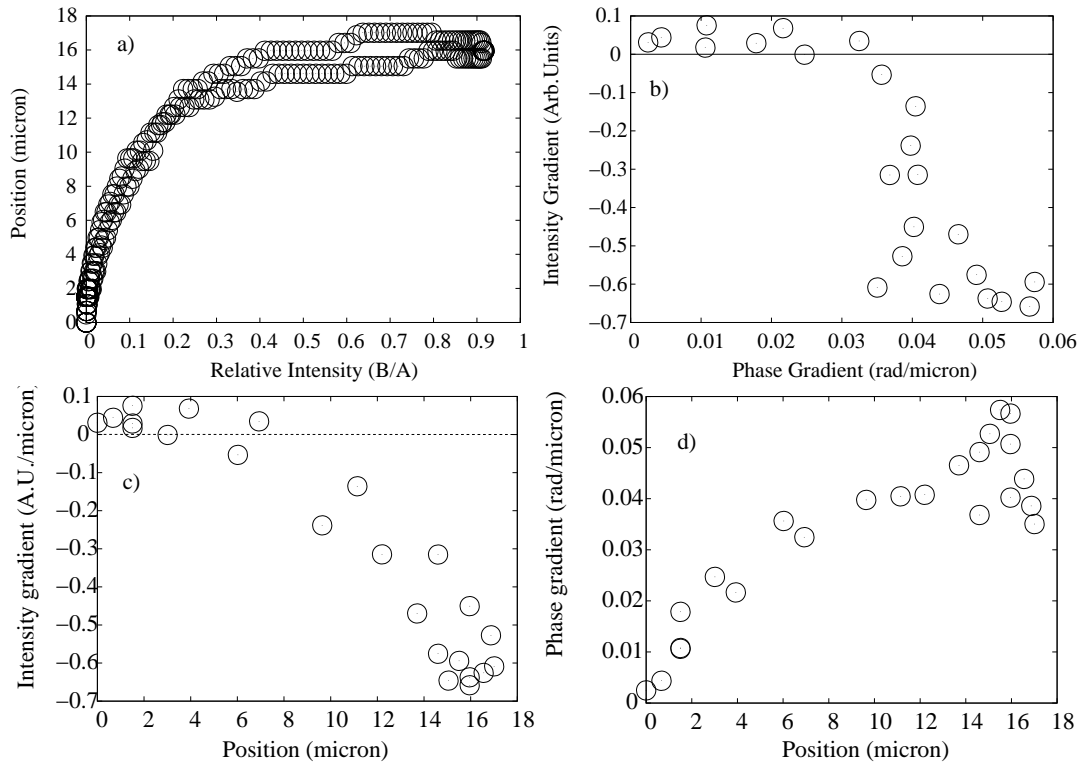 a)
Position (micron)
18
16
14
12
10
8
6
4
2
0
0 0.1 0.2 0.3 0.4 0.5 0.6 0.7 0.8 0.9 1
Relative Intensity (B/A)
b)
Intensity Gradient (Arb.Units)
0.1
0
−0.1
−0.2
−0.3
−0.4
−0.5
−0.6
−0.7
0 0.01 0.02 0.03 0.04 0.05 0.06
Phase Gradient (rad/micron)
c)
Intensity gradient (A.U./micron)
0.1
0
−0.1
−0.2
−0.3
−0.4
−0.5
−0.6
−0.7
0 2 4 6 8 10 12 14 16 18
Position (micron)
d)
Phase gradient (rad/micron)
0.06
0.05
0.04
0.03
0.02
0.01
0
0 2 4 6 8 10 12 14 16 18
Position (micron)